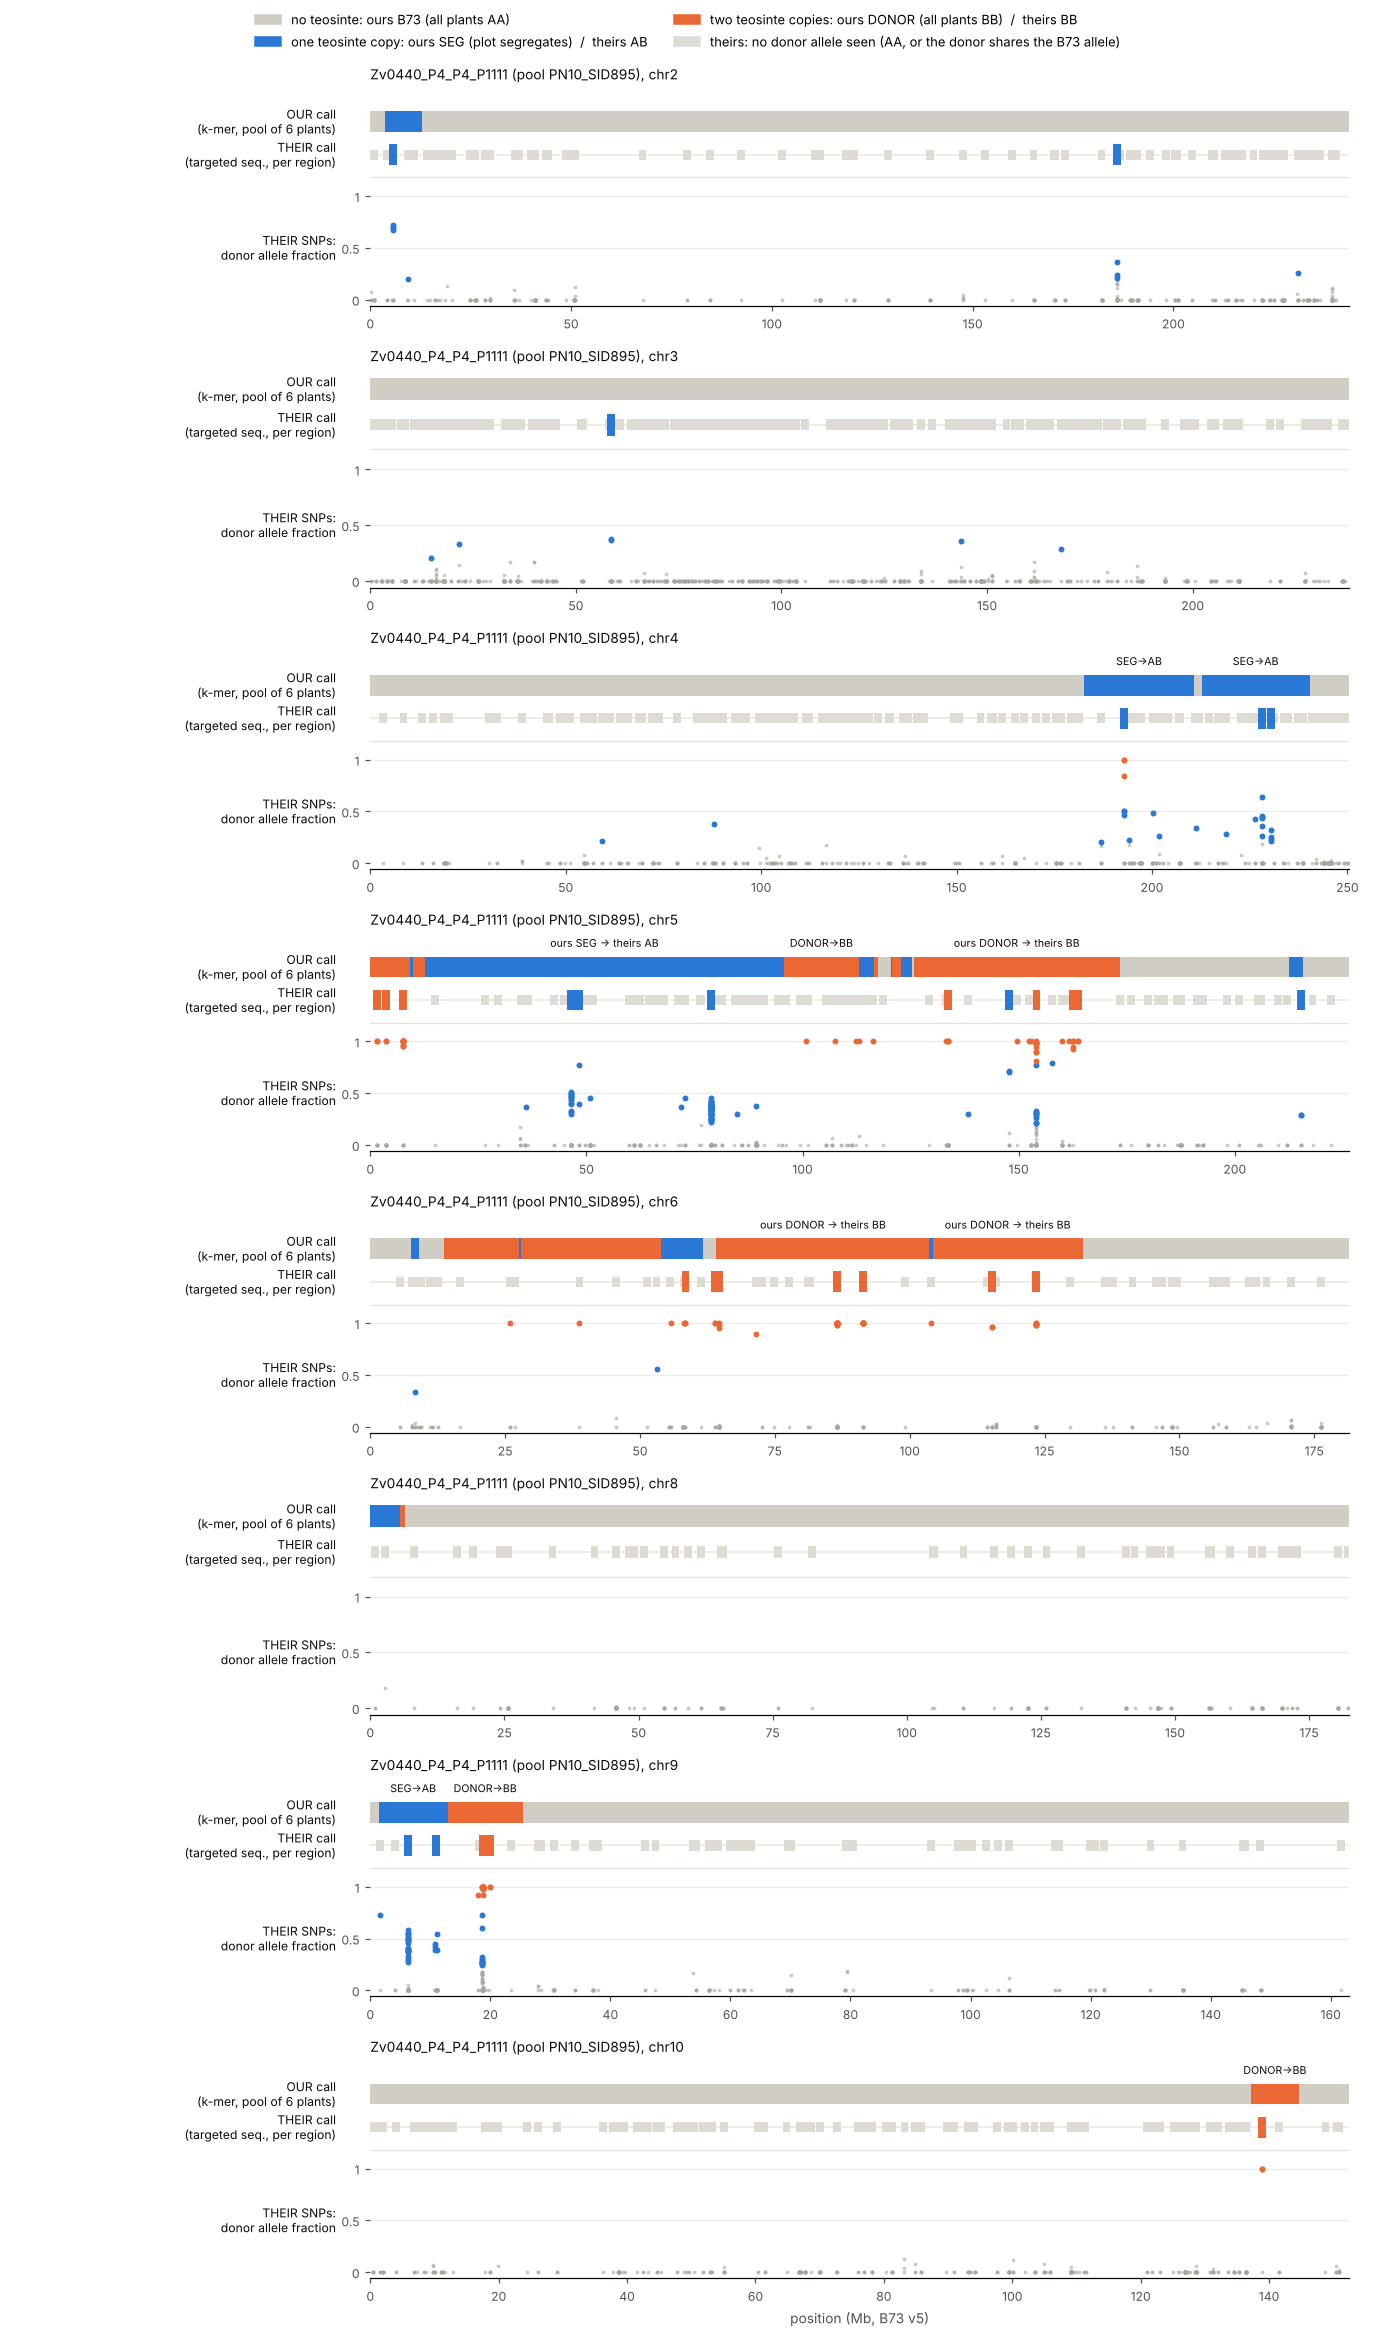 no teosinte: ours B73 (all plants AA)
two teosinte copies: ours DONOR (all plants BB) / theirs BB
one teosinte copy: ours SEG (plot segregates) / theirs AB
theirs: no donor allele seen (AA, or the donor shares the B73 allele)
Zv0440_P4_P4_P1111 (pool PN10_SID895), chr2
OUR call
(k-mer, pool of 6 plants)
THEIR call
(targeted seq., per region)
1
THEIR SNPs:
donor allele fraction
0.5
0
0 50 100 150 200
Zv0440_P4_P4_P1111 (pool PN10_SID895), chr3
OUR call
(k-mer, pool of 6 plants)
THEIR call
(targeted seq., per region)
1
THEIR SNPs:
donor allele fraction
0.5
0
0 50 100 150 200
Zv0440_P4_P4_P1111 (pool PN10_SID895), chr4
SEG→AB SEG→AB
OUR call
(k-mer, pool of 6 plants)
THEIR call
(targeted seq., per region)
1
THEIR SNPs:
donor allele fraction
0.5
0
0 50 100 150 200 250
Zv0440_P4_P4_P1111 (pool PN10_SID895), chr5
ours SEG → theirs AB DONOR→BB ours DONOR → theirs BB
OUR call
(k-mer, pool of 6 plants)
THEIR call
(targeted seq., per region)
1
THEIR SNPs:
donor allele fraction
0.5
0
0 50 100 150 200
Zv0440_P4_P4_P1111 (pool PN10_SID895), chr6
ours DONOR → theirs BB ours DONOR → theirs BB
OUR call
(k-mer, pool of 6 plants)
THEIR call
(targeted seq., per region)
1
THEIR SNPs:
donor allele fraction
0.5
0
0 25 50 75 100 125 150 175
Zv0440_P4_P4_P1111 (pool PN10_SID895), chr8
OUR call
(k-mer, pool of 6 plants)
THEIR call
(targeted seq., per region)
1
THEIR SNPs:
donor allele fraction
0.5
0
0 25 50 75 100 125 150 175
Zv0440_P4_P4_P1111 (pool PN10_SID895), chr9
SEG→AB DONOR→BB
OUR call
(k-mer, pool of 6 plants)
THEIR call
(targeted seq., per region)
1
THEIR SNPs:
donor allele fraction
0.5
0
0 20 40 60 80 100 120 140 160
Zv0440_P4_P4_P1111 (pool PN10_SID895), chr10
DONOR→BB
OUR call
(k-mer, pool of 6 plants)
THEIR call
(targeted seq., per region)
1
THEIR SNPs:
donor allele fraction
0.5
0
0 20 40 60 80 100 120 140
position (Mb, B73 v5)